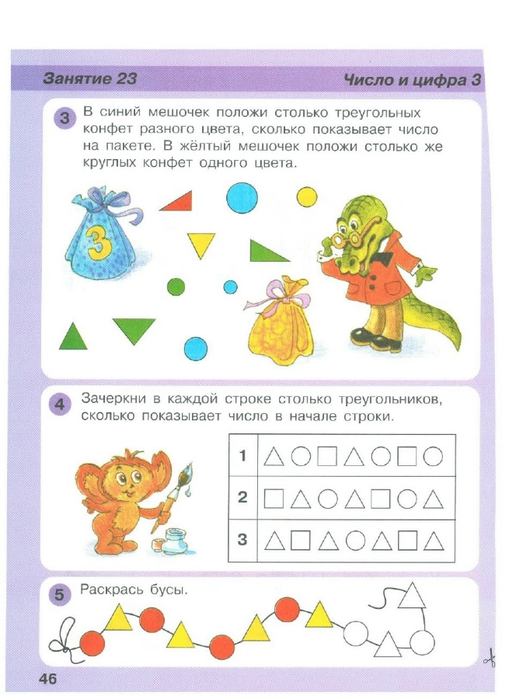 Занятие 23
Число и цифра 3
3
В синий мешочек положи столько треугольных
конфет разного цвета, сколько показывает число
на пакете. В жёлтый мешочек положи столько же
круглых конфет одного цвета.
3
4
Зачеркни в каждой строке столько треугольников,
сколько показывает число в начале строки.
1
2
3
5
Раскрась бусы.
46